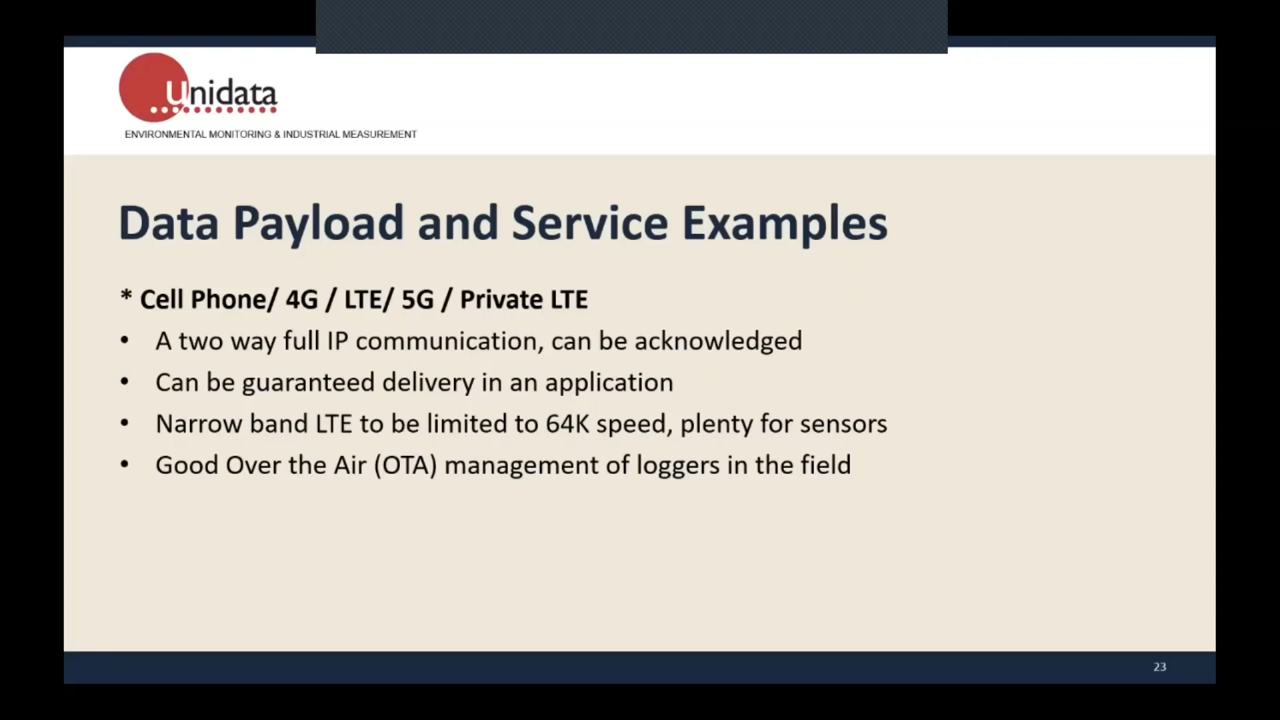 Unidata
ENVIRONMENTAL MONITORING & INDUSTRIAL MEASUREMENT
Data Payload and Service Examples
* Cell Phone/ 4G / LTE/ 5G / Private LTE
• A two way full IP communication, can be acknowledged
• Can be guaranteed delivery in an application
• Narrow band LTE to be limited to 64K speed, plenty for sensors
• Good Over the Air (OTA) management of loggers in the field
23